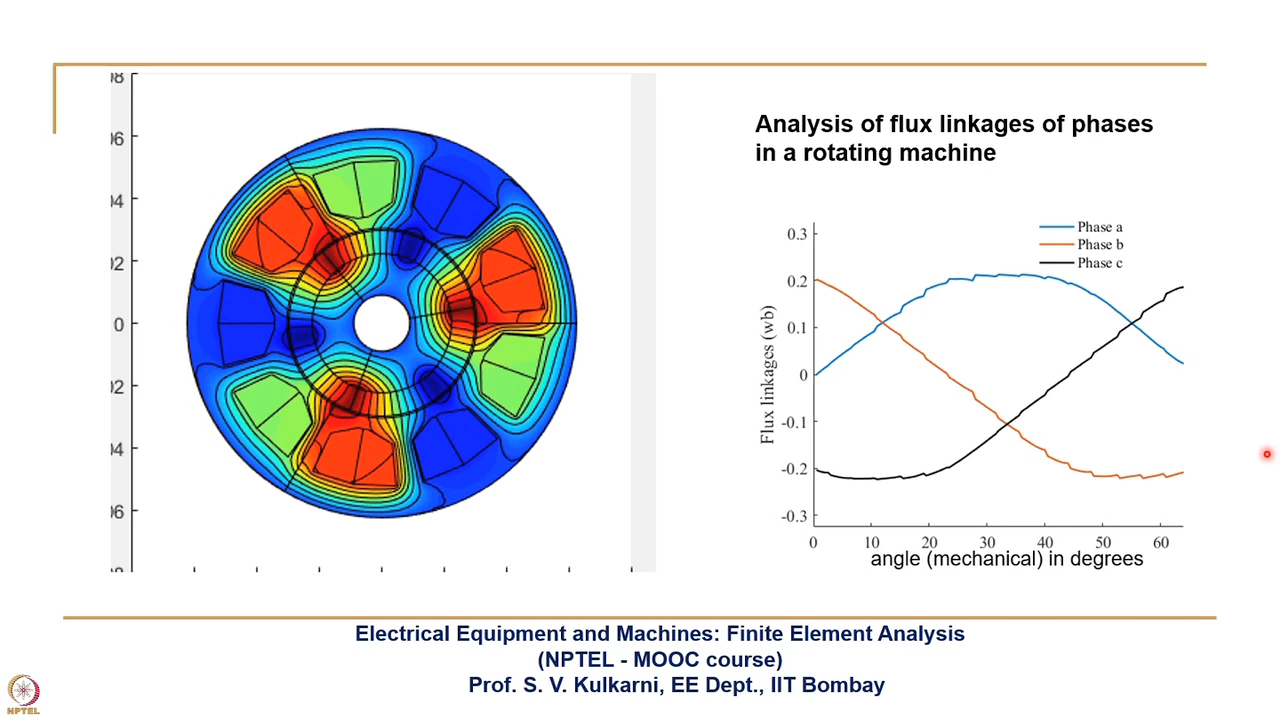 Analysis of flux linkages of phases
in a rotating machine
0
Flux linkages (wb)
0.3
0.2
0.1
0
-0.1
-0.2
-0.3
Phase a
Phase b
Phase c
0 10 20 30 40 50 60
angle (mechanical) in degrees
Electrical Equipment and Machines: Finite Element Analysis
(NPTEL - MOOC course)
Prof. S. V. Kulkarni, EE Dept., IIT Bombay
NPTEL